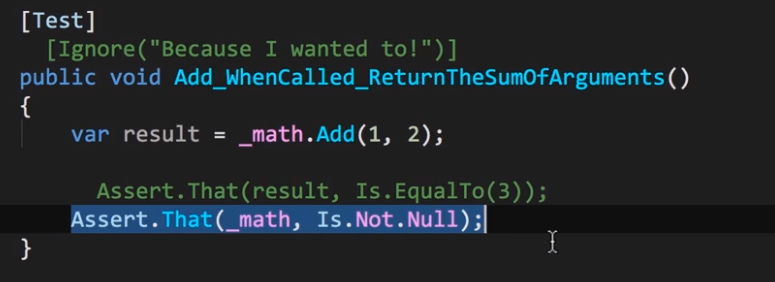 [Test]
[Ignore("Because I wanted to!")]
public void Add_WhenCalled_ReturnTheSumOfArguments()
{
var result = _math.Add(1, 2);
Assert.That(result, Is.EqualTo(3));
Assert.That(_math, Is.Not.Null);
}